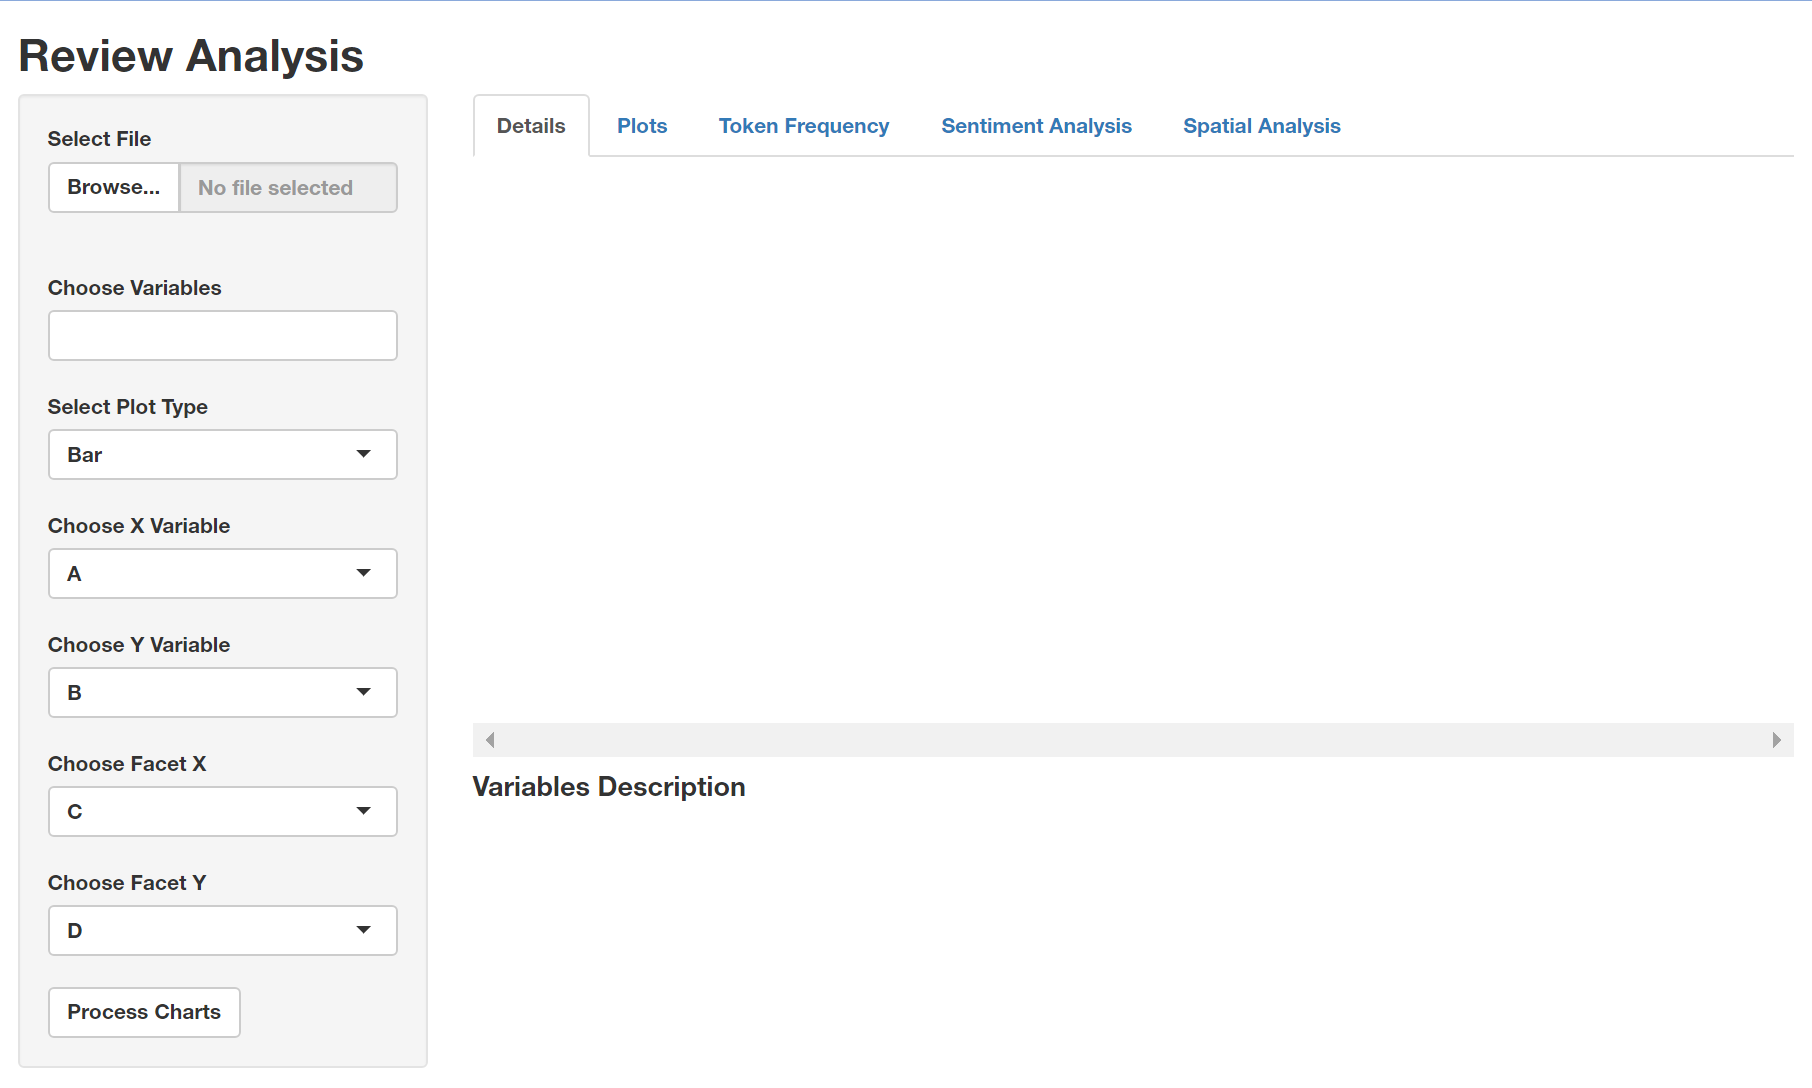 Review Analysis
Select File
Browse... No file selected
Choose Variables
Select Plot Type
Bar
Choose X Variable
A
Choose Y Variable
B
Choose Facet X
C
Choose Facet Y
D
Process Charts
Details Plots Token Frequency Sentiment Analysis Spatial Analysis
Variables Description